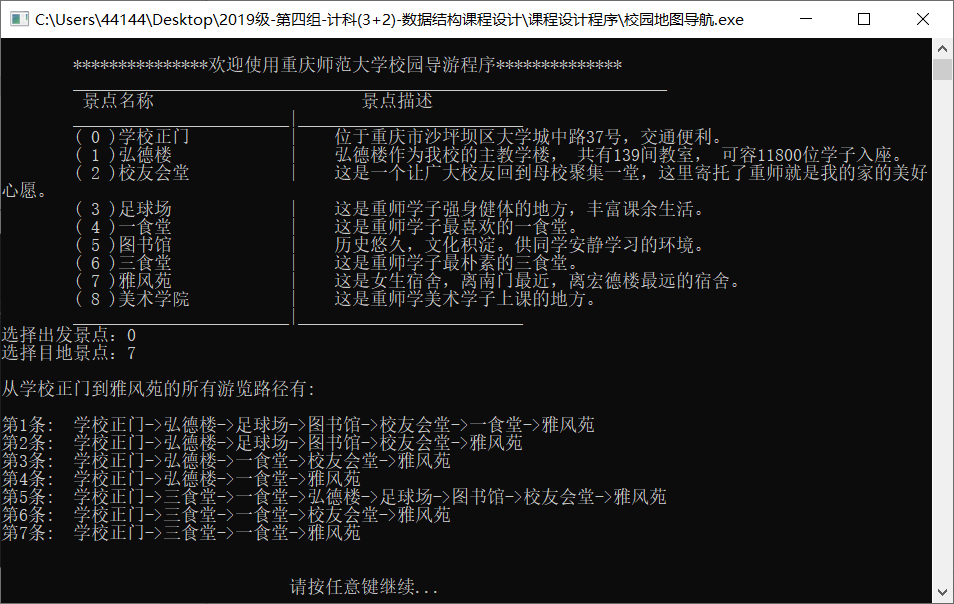 C:\Users\44144\Desktop\2019级-第四组-计科(3+2)-数据结构课程设计\课程设计程序\校园地图导航.exe
***************欢迎使用重庆师范大学校园导游程序**************
景点名称 景点描述
( 0 )学校正门 | 位于重庆市沙坪坝区大学城中路37号，交通便利。
( 1 )弘德楼 | 弘德楼作为我校的主教学楼， 共有139间教室， 可容11800位学子入座。
( 2 )校友会堂 | 这是一个让广大校友回到母校聚集一堂，这里寄托了重师就是我的家的美好
心愿。
( 3 )足球场 | 这是重师学子强身健体的地方，丰富课余生活。
( 4 )一食堂 | 这是重师学子最喜欢的一食堂。
( 5 )图书馆 | 历史悠久，文化积淀。供同学安静学习的环境。
( 6 )三食堂 | 这是重师学子最朴素的三食堂。
( 7 )雅风苑 | 这是女生宿舍，离南门最近，离宏德楼最远的宿舍。
( 8 )美术学院 | 这是重师学美术学子上课的地方。
选择出发景点：0
选择目地景点：7
从学校正门到雅风苑的所有游览路径有:
第1条: 学校正门->弘德楼->足球场->图书馆->校友会堂->一食堂->雅风苑
第2条: 学校正门->弘德楼->足球场->图书馆->校友会堂->雅风苑
第3条: 学校正门->弘德楼->一食堂->校友会堂->雅风苑
第4条: 学校正门->弘德楼->一食堂->雅风苑
第5条: 学校正门->三食堂->一食堂->弘德楼->足球场->图书馆->校友会堂->雅风苑
第6条: 学校正门->三食堂->一食堂->校友会堂->雅风苑
第7条: 学校正门->三食堂->一食堂->雅风苑
请按任意键继续...